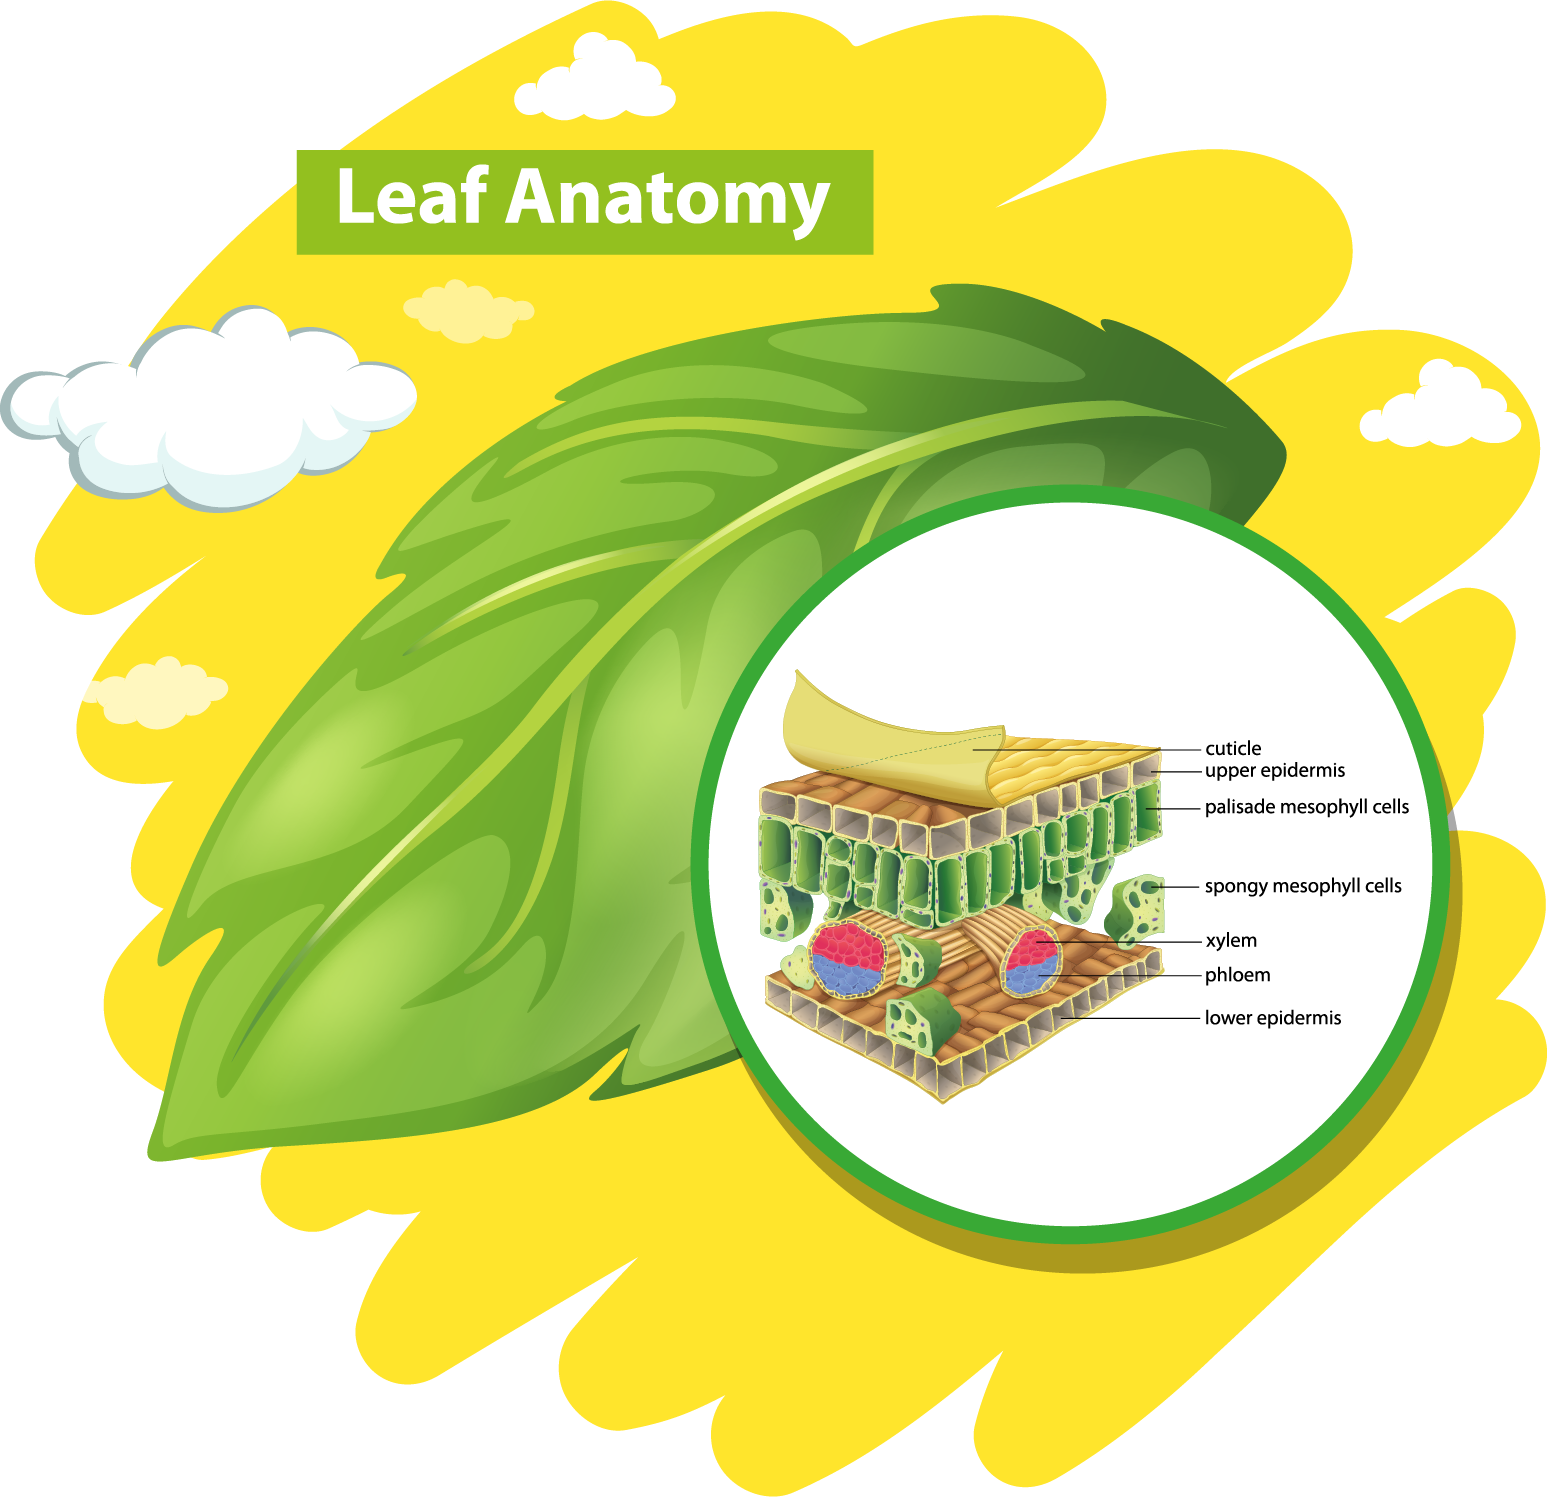 Leaf Anatomy
cuticle
upper epidermis
palisade mesophyll cells
spongy mesophyll cells
xylem
phloem
lower epidermis